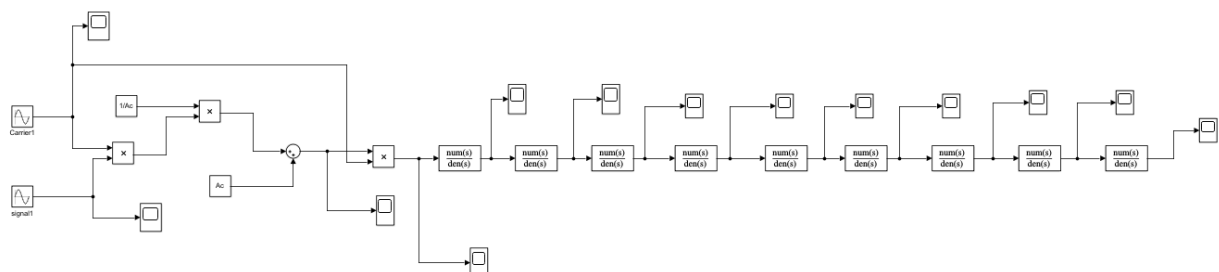 1/Ac
Carrier1
×
×
×
Ac
signal1
num(s)
den(s)
num(s)
den(s)
num(s)
den(s)
num(s)
den(s)
num(s)
den(s)
num(s)
den(s)
num(s)
den(s)
num(s)
den(s)
num(s)
den(s)